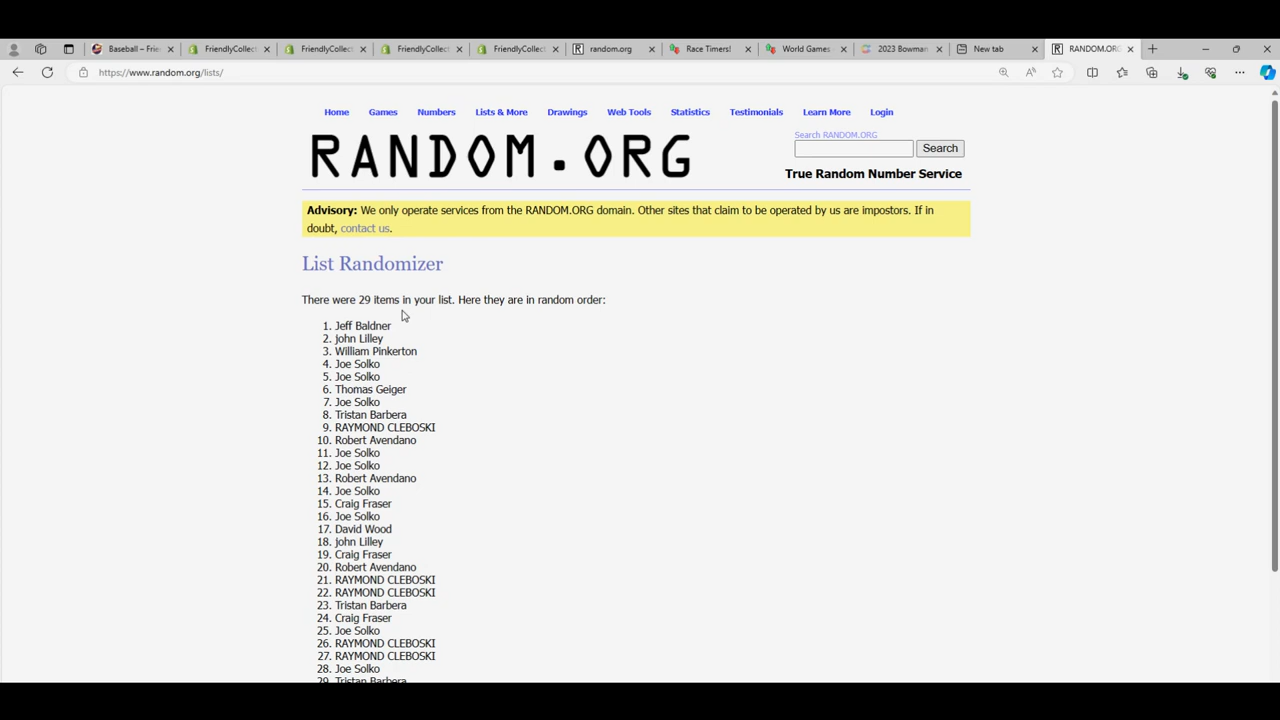 Baseball – Frie
FriendlyCollect
FriendlyCollect
FriendlyCollect
FriendlyCollect
random.org
Race Timers!
World Games
2023 Bowman
New tab
RANDOM.ORG
https://www.random.org/lists/
Home Games Numbers Lists & More Drawings Web Tools Statistics Testimonials Learn More Login
RANDOM.ORG
Search RANDOM.ORG
Search
True Random Number Service
Advisory: We only operate services from the RANDOM.ORG domain. Other sites that claim to be operated by us are impostors. If in
doubt, contact us.
List Randomizer
There were 29 items in your list. Here they are in random order:
1. Jeff Baldner
2. john Lilley
3. William Pinkerton
4. Joe Solko
5. Joe Solko
6. Thomas Geiger
7. Joe Solko
8. Tristan Barbera
9. RAYMOND CLEBOSKI
10. Robert Avendano
11. Joe Solko
12. Joe Solko
13. Robert Avendano
14. Joe Solko
15. Craig Fraser
16. Joe Solko
17. David Wood
18. john Lilley
19. Craig Fraser
20. Robert Avendano
21. RAYMOND CLEBOSKI
22. RAYMOND CLEBOSKI
23. Tristan Barbera
24. Craig Fraser
25. Joe Solko
26. RAYMOND CLEBOSKI
27. RAYMOND CLEBOSKI
28. Joe Solko
29. Tristan Barbera